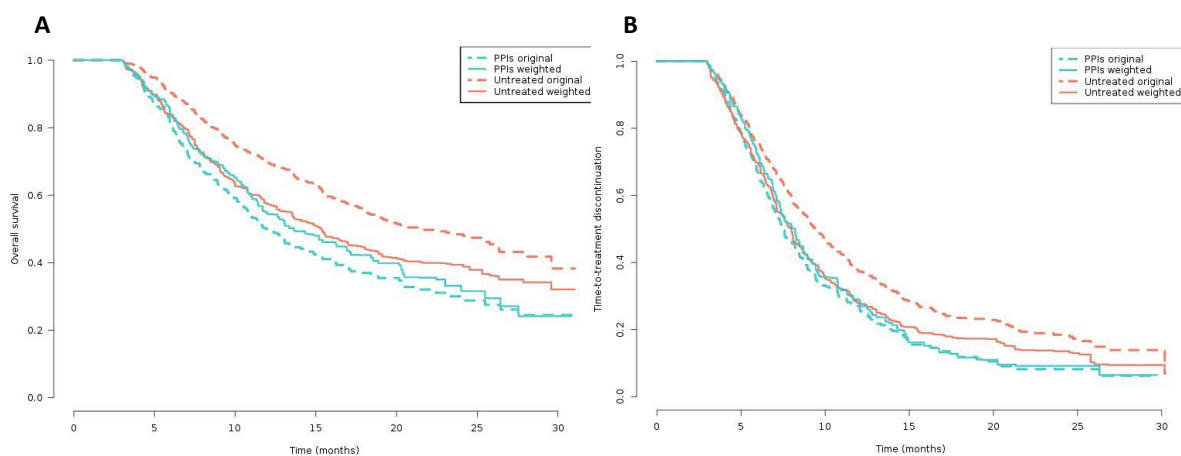 A
PPIs original
PPIs weighted
Untreated original
Untreated weighted
Overall survival
1.0
0.8
0.6
0.4
0.2
0.0
0 5 10 15 20 25 30
Time (months)
B
PPIs original
PPIs weighted
Untreated original
Untreated weighted
Time-to-treatment discontinuation
1.0
0.8
0.6
0.4
0.2
0.0
0 5 10 15 20 25 30
Time (months)